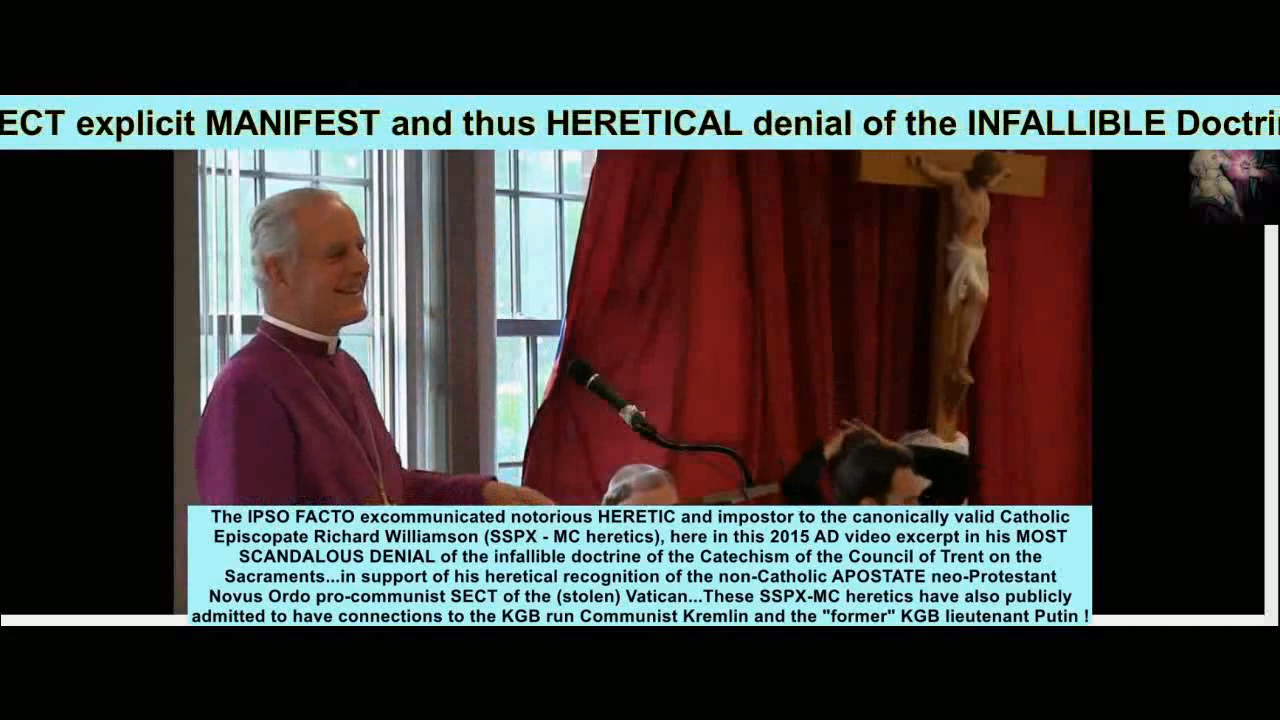 ECT explicit MANIFEST and thus HERETICAL denial of the INFALLIBLE Doctri
The IPSO FACTO excommunicated notorious HERETIC and impostor to the canonically valid Catholic
Episcopate Richard Williamson (SSPX - MC heretics), here in this 2015 AD video excerpt in his MOST
SCANDALOUS DENIAL of the infallible doctrine of the Catechism of the Council of Trent on the
Sacraments...in support of his heretical recognition of the non-Catholic APOSTATE neo-Protestant
Novus Ordo pro-communist SECT of the (stolen) Vatican...These SSPX-MC heretics have also publicly
admitted to have connections to the KGB run Communist Kremlin and the "former" KGB lieutenant Putin !